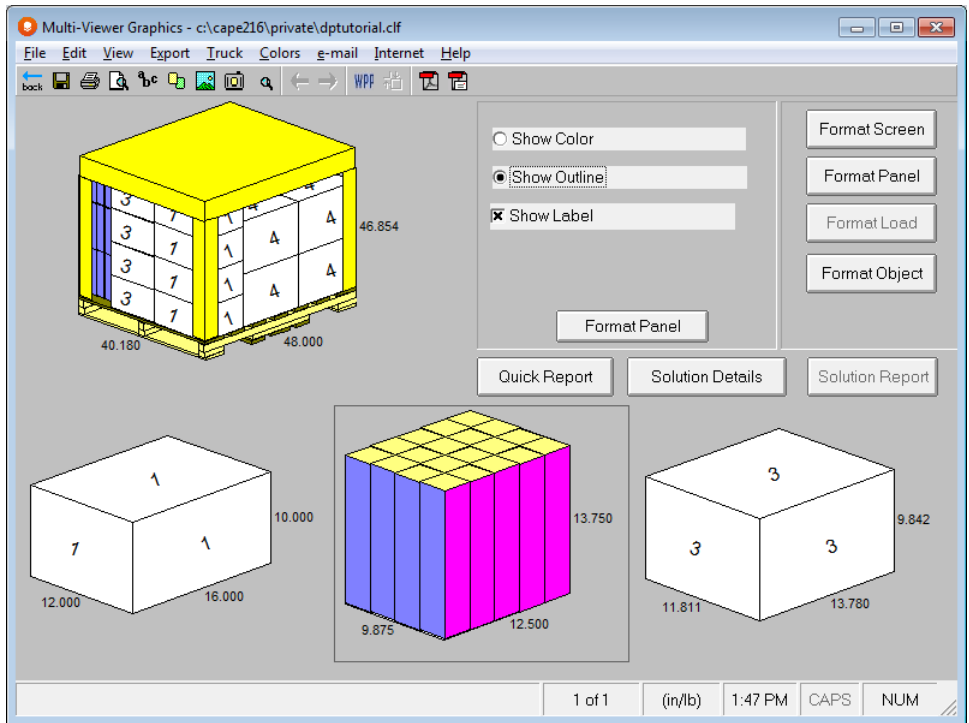 Multi-Viewer Graphics - c:\cape216\private\dptutorial.clf
File Edit View Export Truck Colors e-mail Internet Help
back abc WPF
Show Color
Show Outline
Show Label
Format Panel
Format Screen
Format Panel
Format Load
Format Object
Quick Report Solution Details Solution Report
3 1 1 4 4
3 1 1 4 4
3 1 1 4 4
3 1 1
46.854
40.180 48.000
1
1 1
10.000
12.000 16.000
13.750
9.875 12.500
3
3 3
9.842
11.811 13.780
1 of 1 (in/lb) 1:47 PM CAPS NUM